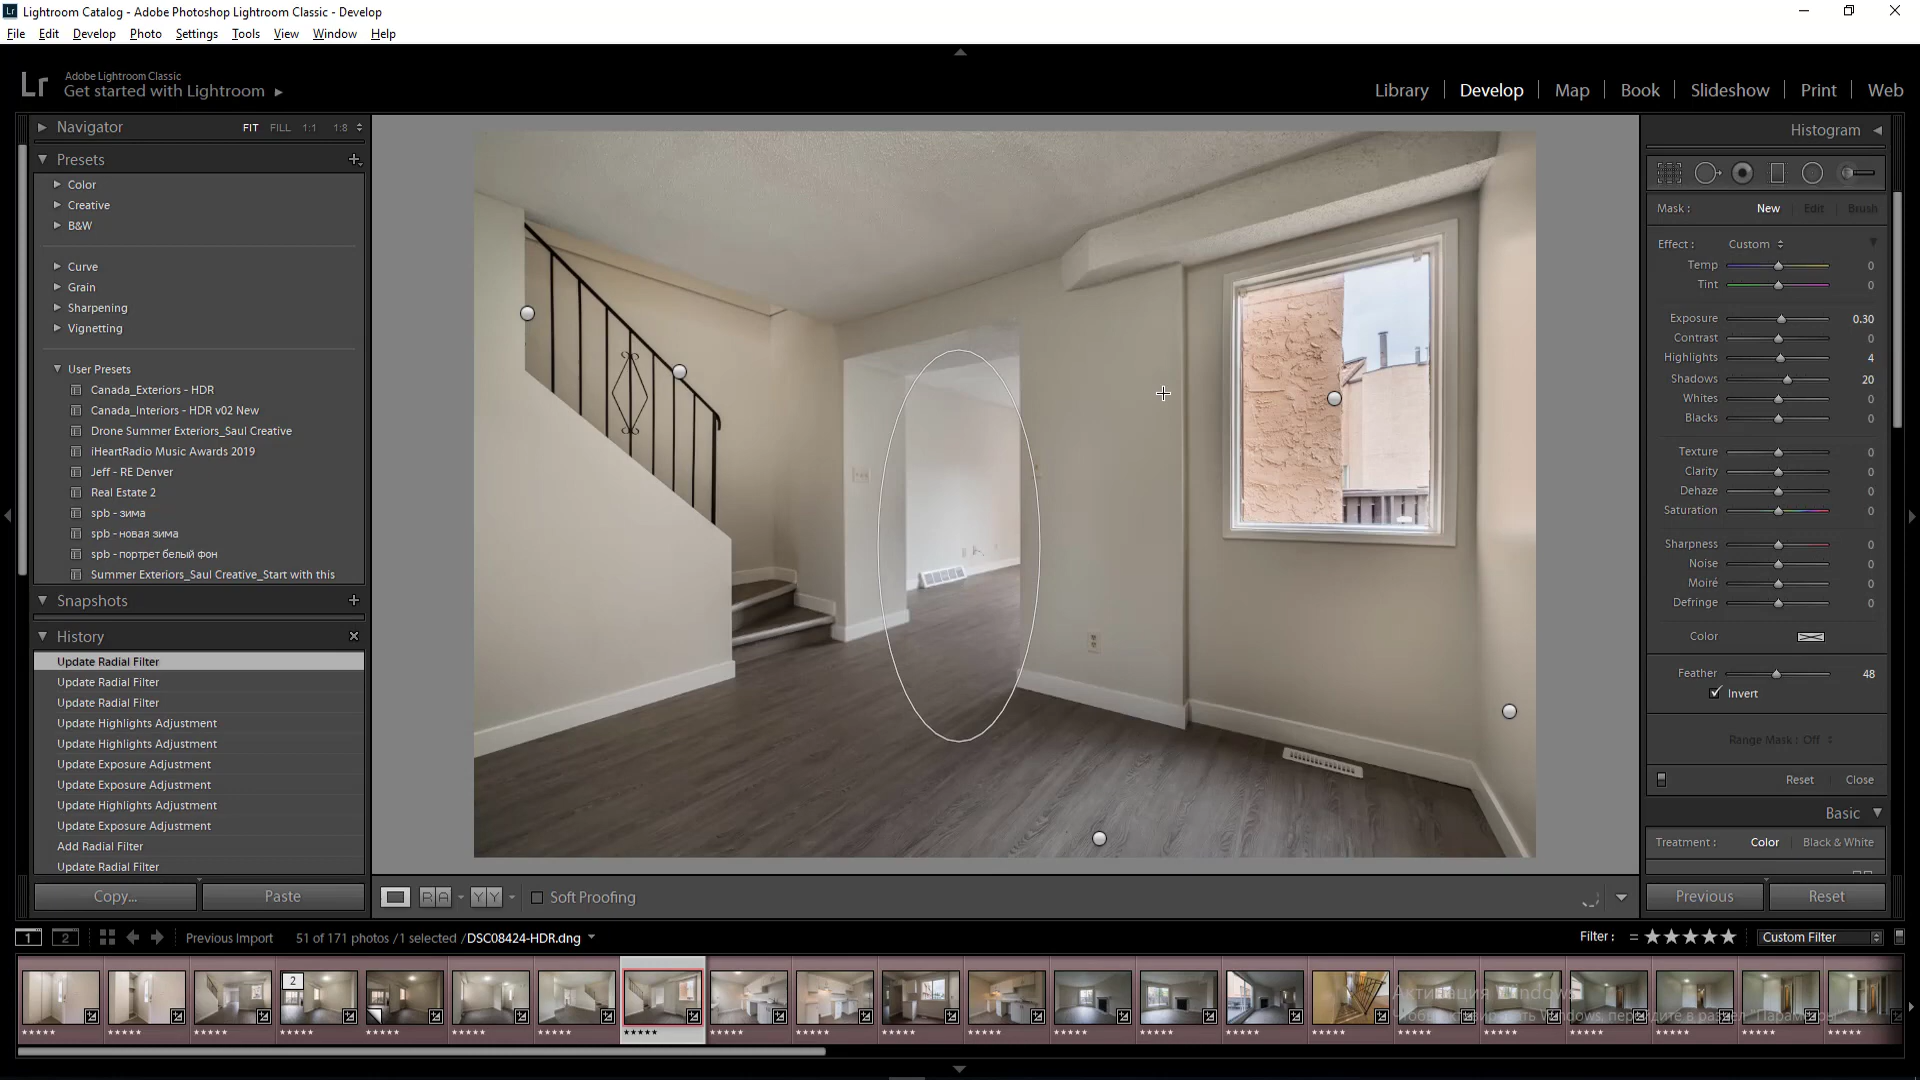 Lightroom Catalog - Adobe Photoshop Lightroom Classic - Develop
File Edit Develop Photo Settings Tools View Window Help
Lr Adobe Lightroom Classic
Get started with Lightroom
Library Develop Map Book Slideshow Print Web
Navigator FIT FILL 1:1 1:8
Presets
Color
Creative
B&W
Curve
Grain
Sharpening
Vignetting
User Presets
Canada_Exteriors - HDR
Canada_Interiors - HDR v02 New
Drone Summer Exteriors_Saul Creative
iHeartRadio Music Awards 2019
Jeff - RE Denver
Real Estate 2
spb - зима
spb - новая зима
spb - портрет белый фон
Summer Exteriors_Saul Creative_Start with this
Snapshots
History
Update Radial Filter
Update Radial Filter
Update Radial Filter
Update Highlights Adjustment
Update Highlights Adjustment
Update Exposure Adjustment
Update Exposure Adjustment
Update Highlights Adjustment
Update Exposure Adjustment
Add Radial Filter
Update Radial Filter
Copy... Paste
Histogram
Mask : New Edit Brush
Effect : Custom
Temp 0
Tint 0
Exposure 0.30
Contrast 0
Highlights 4
Shadows 20
Whites 0
Blacks 0
Texture 0
Clarity 0
Dehaze 0
Saturation 0
Sharpness 0
Noise 0
Moiré 0
Defringe 0
Color
Feather 48
Invert
Range Mask : Off
Reset Close
Basic
Treatment : Color Black & White
Previous Reset
R A Y Y Soft Proofing
1 2 Previous Import 51 of 171 photos /1 selected /DSC08424-HDR.dng
Filter : Custom Filter
2
Активация Windows
Чтобы активировать Windows, перейдите в раздел "Параметры".